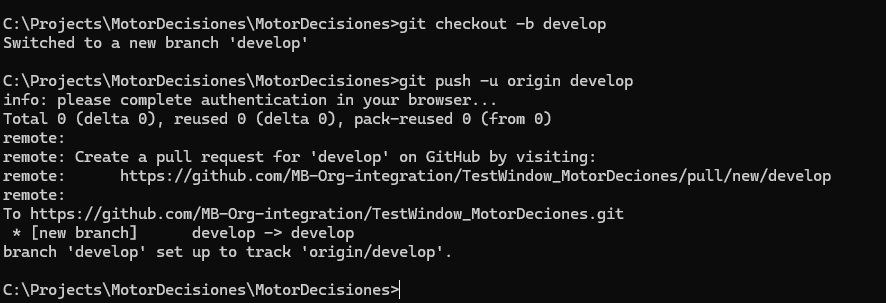 C:\Projects\MotorDecisiones\MotorDecisiones>git checkout -b develop
Switched to a new branch 'develop'
C:\Projects\MotorDecisiones\MotorDecisiones>git push -u origin develop
info: please complete authentication in your browser...
Total 0 (delta 0), reused 0 (delta 0), pack-reused 0 (from 0)
remote:
remote: Create a pull request for 'develop' on GitHub by visiting:
remote:      https://github.com/MB-Org-integration/TestWindow_MotorDeciones/pull/new/develop
remote:
To https://github.com/MB-Org-integration/TestWindow_MotorDeciones.git
 * [new branch]      develop -> develop
branch 'develop' set up to track 'origin/develop'.
C:\Projects\MotorDecisiones\MotorDecisiones>